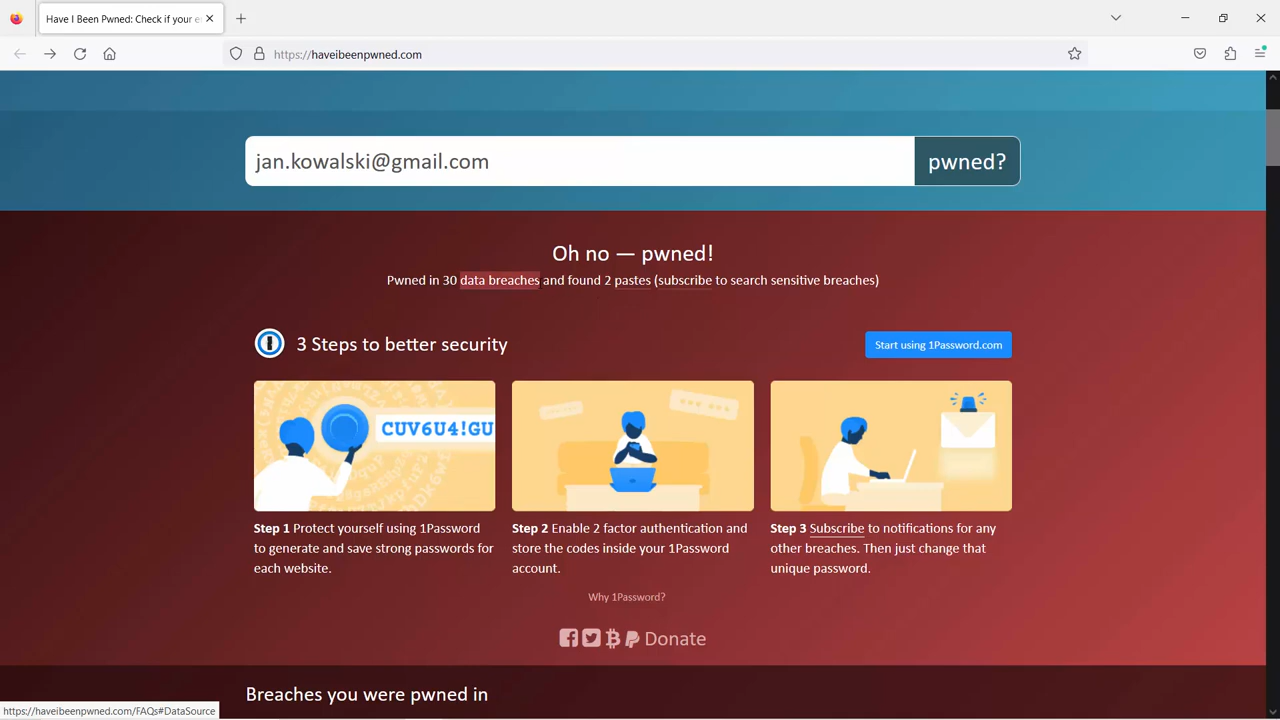 Have I Been Pwned: Check if your e
https://haveibeenpwned.com
jan.kowalski@gmail.com
pwned?
Oh no — pwned!
Pwned in 30 data breaches and found 2 pastes (subscribe to search sensitive breaches)
3 Steps to better security
Start using 1Password.com
CUV6U4!GU
Step 1 Protect yourself using 1Password
to generate and save strong passwords for
each website.
Step 2 Enable 2 factor authentication and
store the codes inside your 1Password
account.
Step 3 Subscribe to notifications for any
other breaches. Then just change that
unique password.
Why 1Password?
Donate
Breaches you were pwned in
https://haveibeenpwned.com/FAQs#DataSource